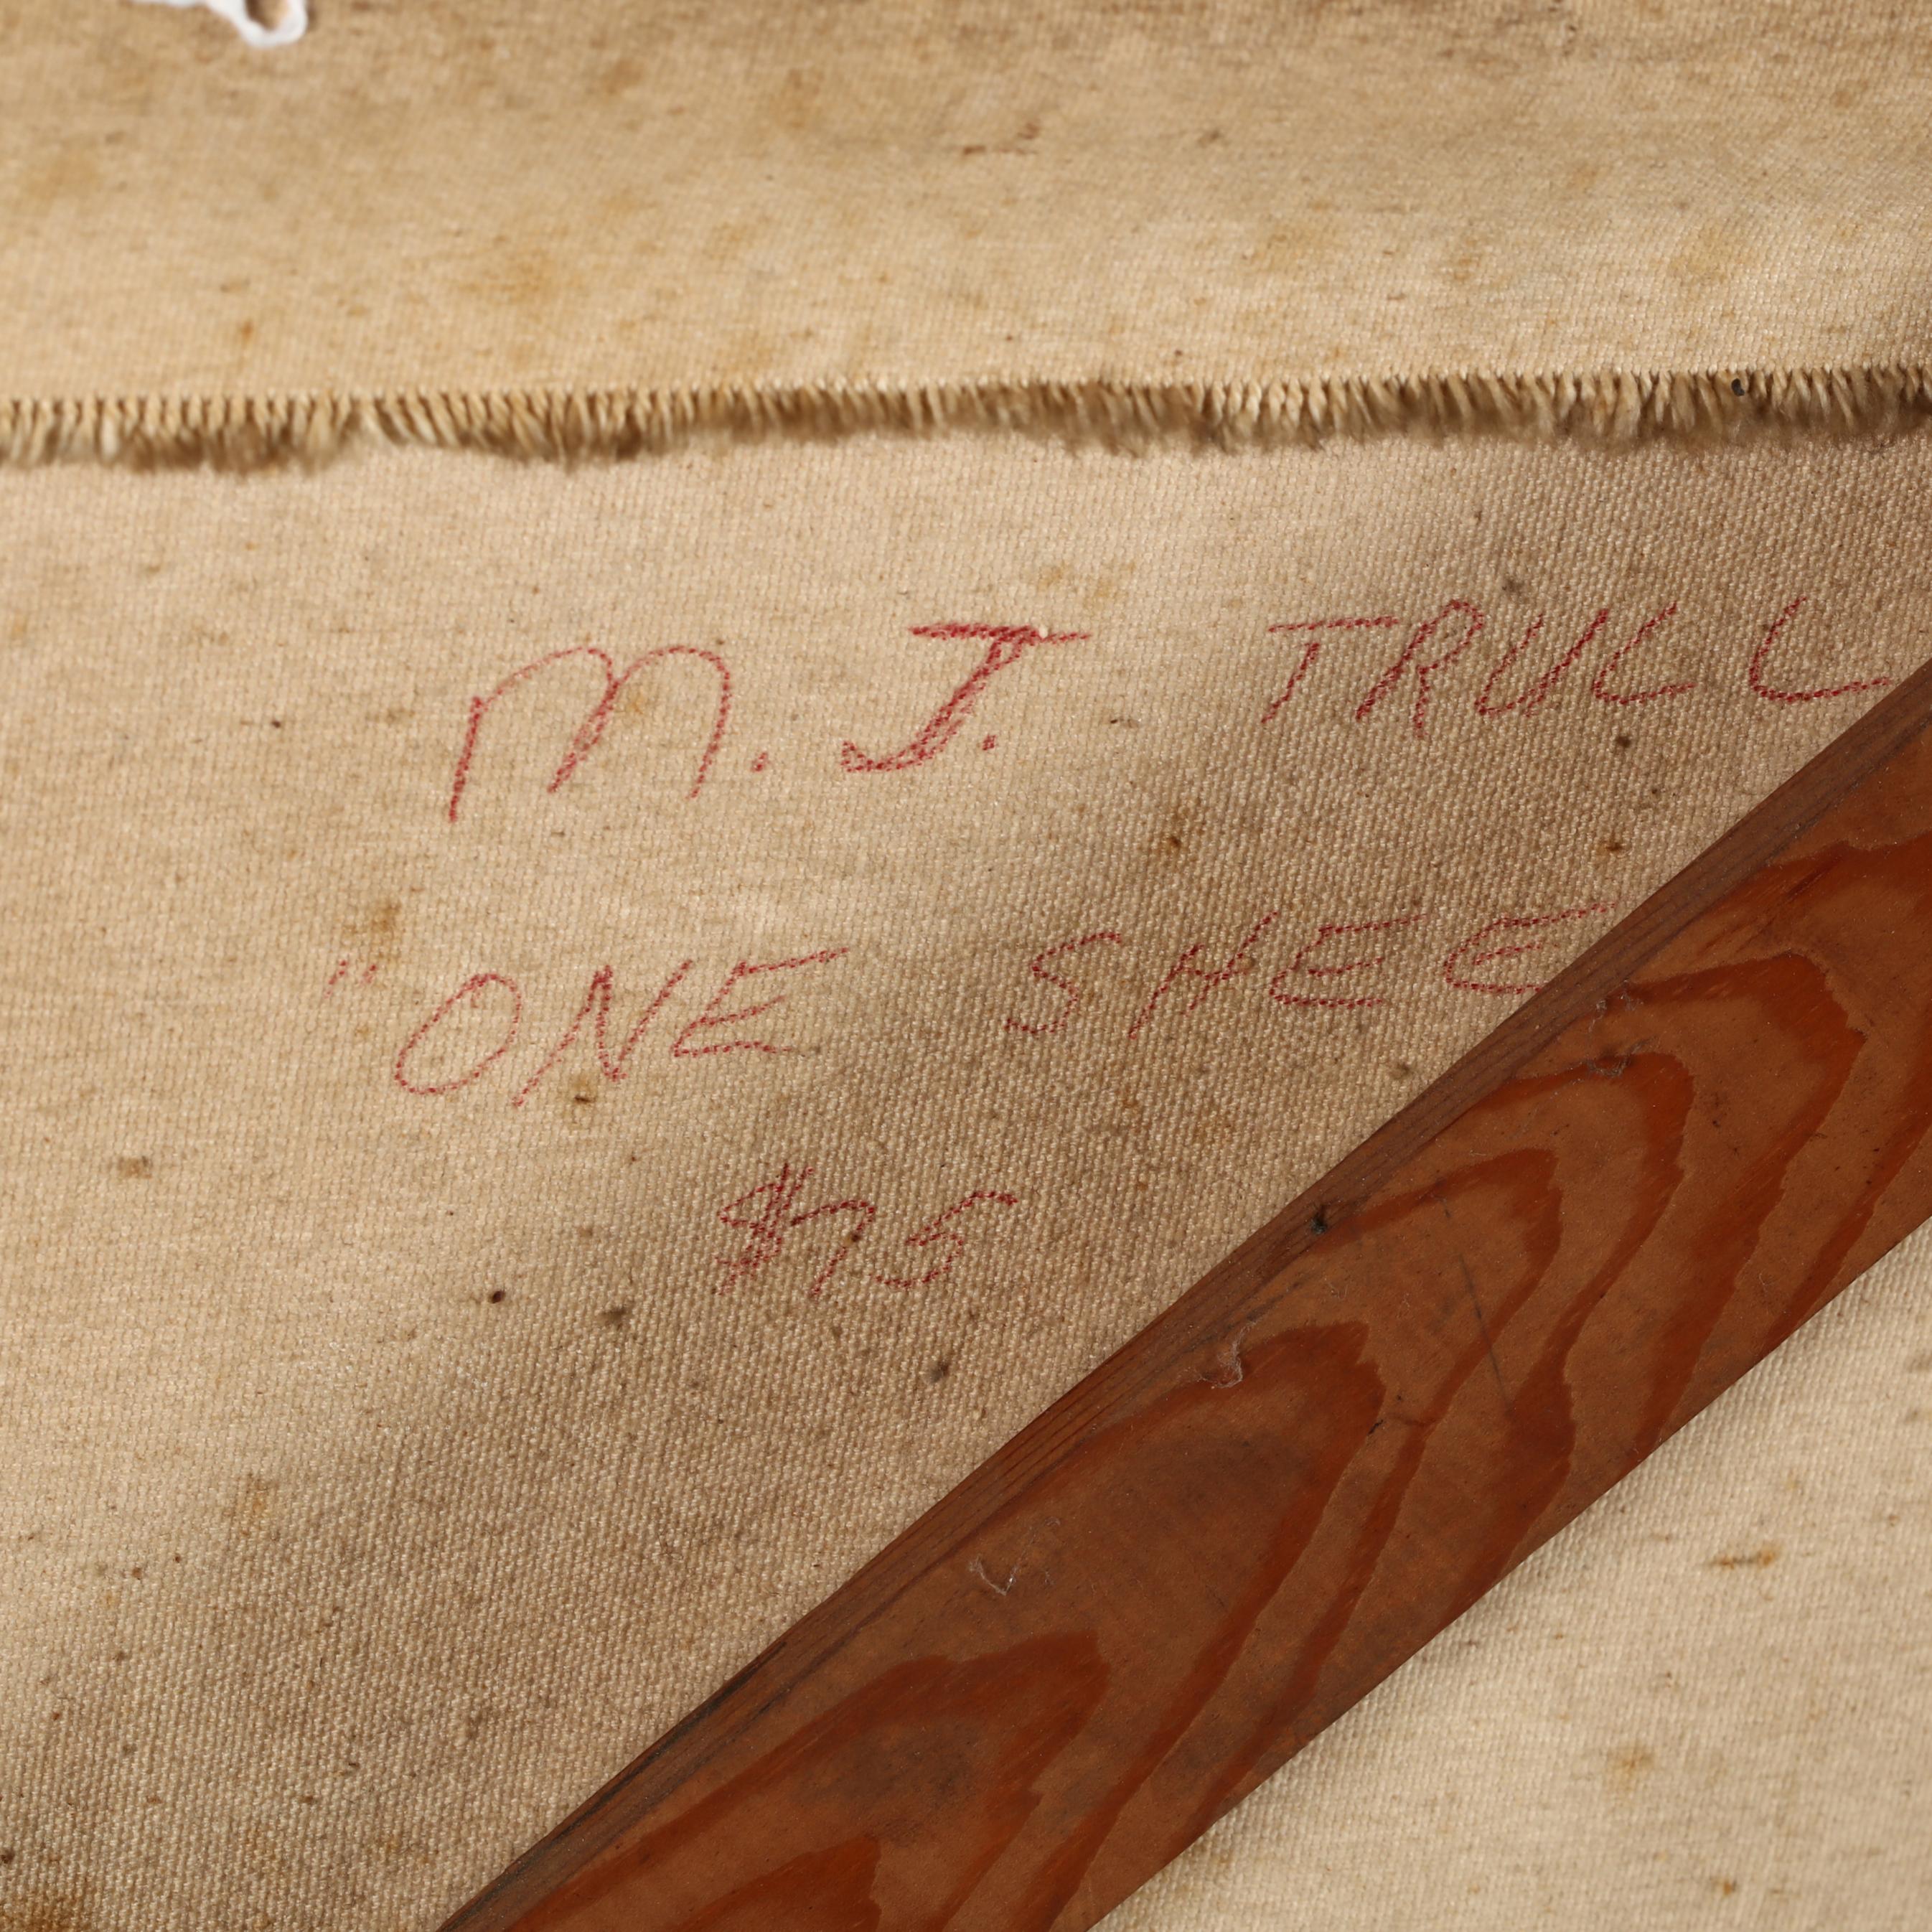 M. J. TRULL
"ONE SHEE
$75